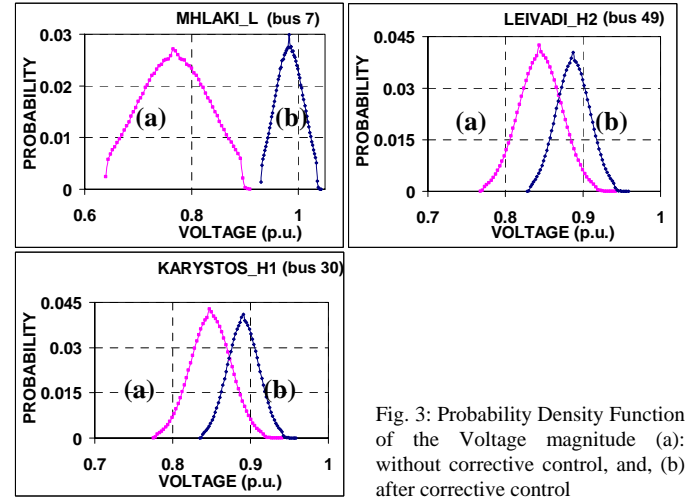 MHLAKI_L (bus 7)
PROBABILITY
0.03
0.02
0.01
0
(a)
(b)
0.6
0.8
1
VOLTAGE (p.u.)
LEIVADI_H2 (bus 49)
PROBABILITY
0.045
0.03
0.015
0
(a)
(b)
0.7
0.8
0.9
1
VOLTAGE (p.u.)
KARYSTOS_H1 (bus 30)
PROBABILITY
0.045
0.03
0.015
0
(a)
(b)
0.7
0.8
0.9
1
VOLTAGE (p.u.)
Fig. 3: Probability Density Function
of the Voltage magnitude (a):
without corrective control, and, (b)
after corrective control